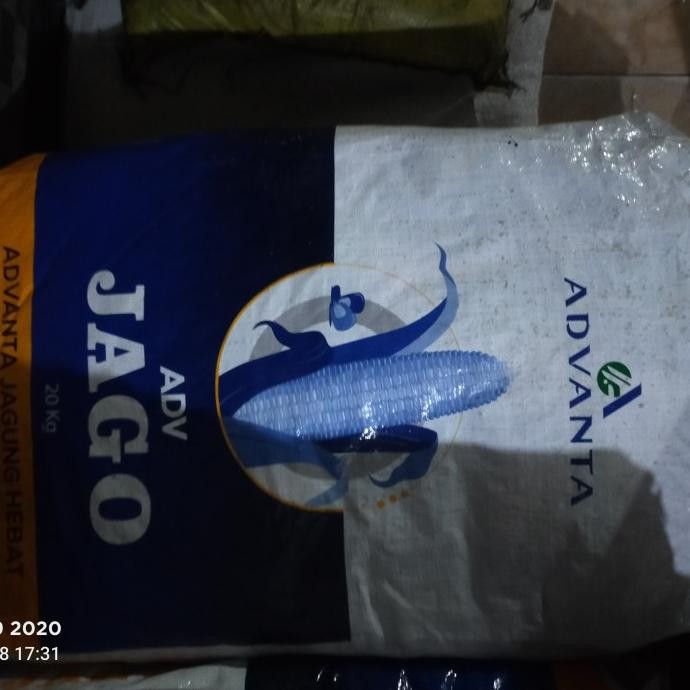 ADVANTA
ADV
JAGO
20 Kg
ADVANTA JAGUNG HEBAT
2020
17:31